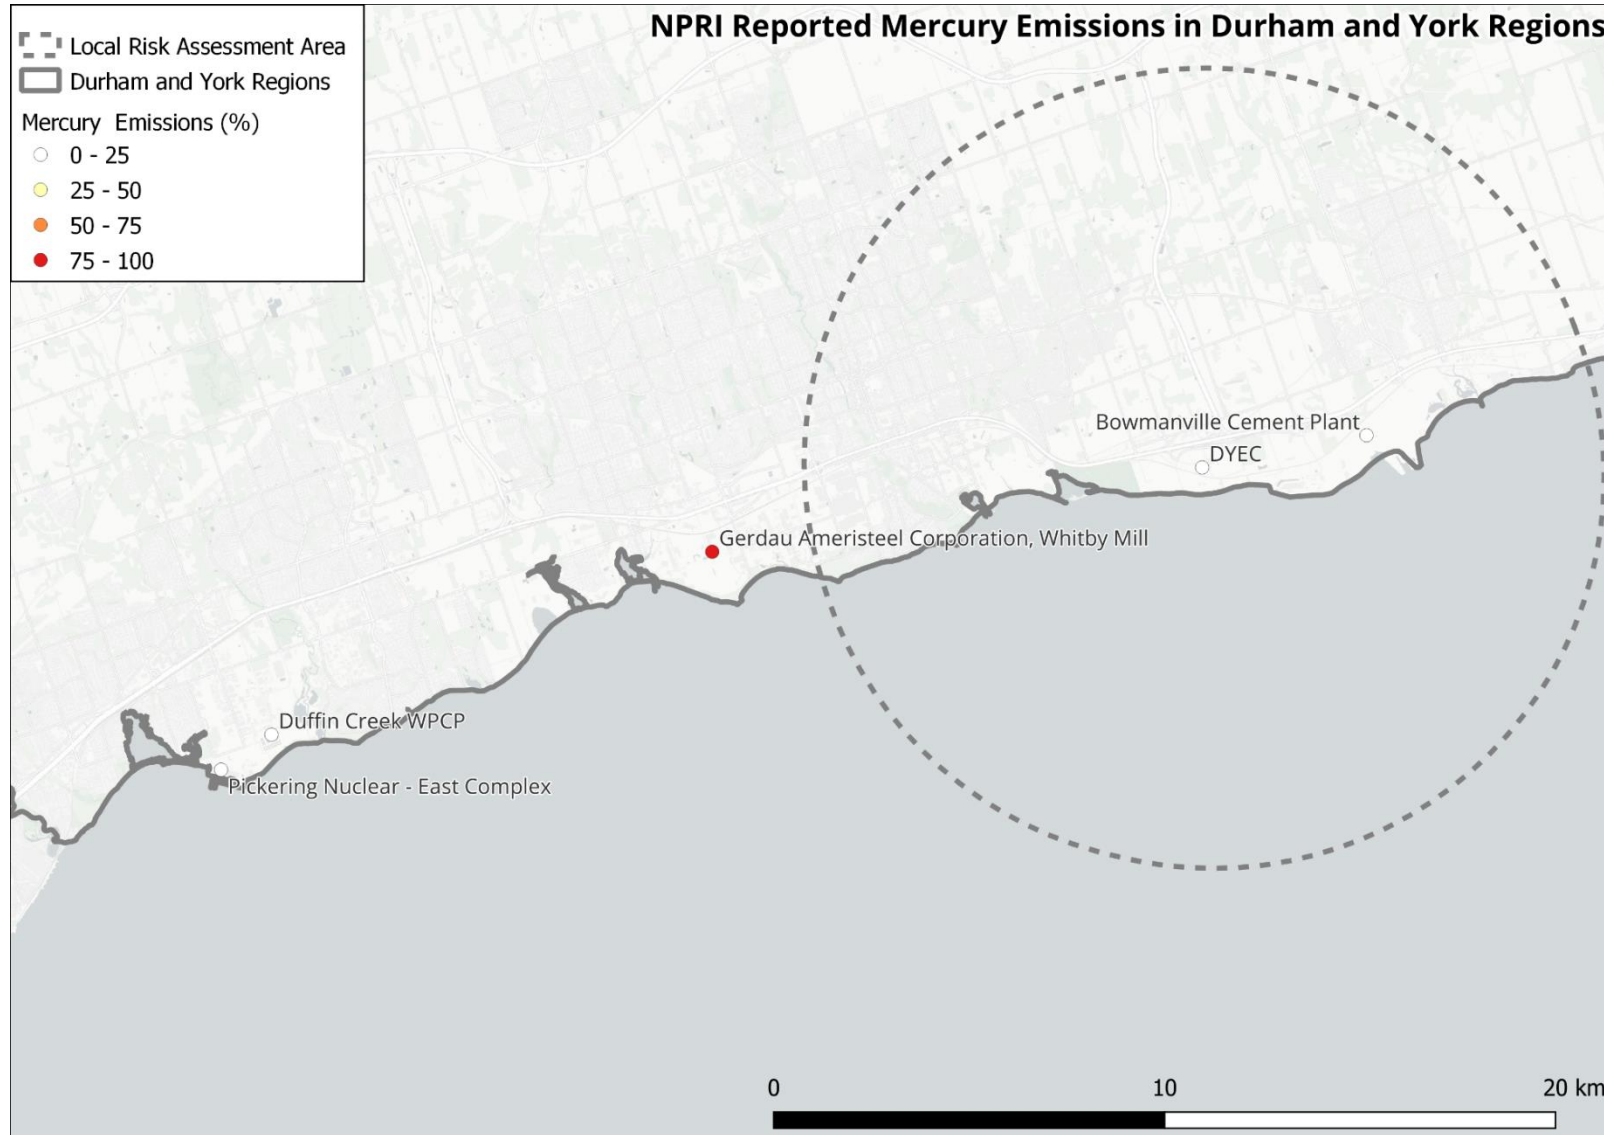 NPRI Reported Mercury Emissions in Durham and York Regions
Local Risk Assessment Area
Durham and York Regions
Mercury Emissions (%)
0 - 25
25 - 50
50 - 75
75 - 100
Bowmanville Cement Plant
DYEC
Gerdau Ameristeel Corporation, Whitby Mill
Duffin Creek WPCP
Pickering Nuclear - East Complex
0 10 20 km